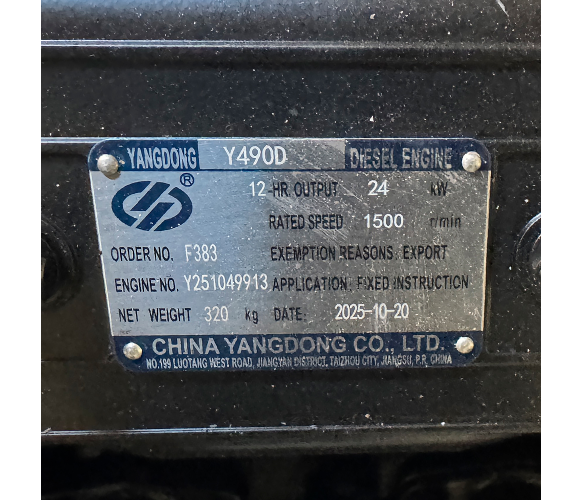 YANGDONG Y490D DIESEL ENGINE
®
12-HR. OUTPUT 24 kW
RATED SPEED 1500 r/min
ORDER NO. F383 EXEMPTION REASONS: EXPORT
ENGINE NO. Y251049913 APPLICATION: FIXED INSTRUCTION
NET WEIGHT 320 kg DATE: 2025-10-20
CHINA YANGDONG CO., LTD.
NO.199 LUOTANG WEST ROAD, JIANGYAN DISTRICT, TAIZHOU CITY, JIANGSU, P.R. CHINA